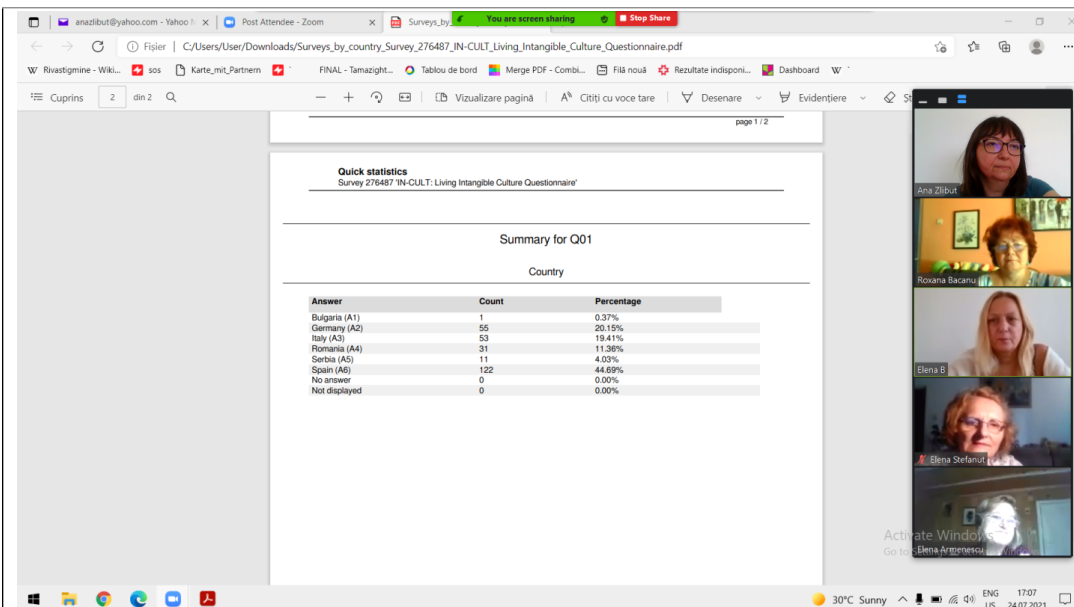 anazlibut@yahoo.com - Yahoo M
Post Attendee - Zoom
Surveys_by_
You are screen sharing
Stop Share
Fișier
C:/Users/User/Downloads/Surveys_by_country_Survey_276487_IN-CULT_Living_Intangible_Culture_Questionnaire.pdf
W Rivastigmine - Wiki...
sos
Karte_mit_Partnern
FINAL - Tamazight...
Tablou de bord
Merge PDF - Combi...
Filă nouă
Rezultate indisponi...
Dashboard
W
Cuprins
2
din 2
Vizualizare pagină
Citiți cu voce tare
Desenare
Evidențiere
page 1 / 2
Quick statistics
Survey 276487 'IN-CULT: Living Intangible Culture Questionnaire'
Summary for Q01
Country
Answer Count Percentage
Bulgaria (A1) 1 0.37%
Germany (A2) 55 20.15%
Italy (A3) 53 19.41%
Romania (A4) 31 11.36%
Serbia (A5) 11 4.03%
Spain (A6) 122 44.69%
No answer 0 0.00%
Not displayed 0 0.00%
Ana Zlibut
Roxana Bacanu
Elena B
Elena Stefanut
Activate Windows
Go to
Elena Armenescu
30°C Sunny
ENG
US
17:07
24.07.2021